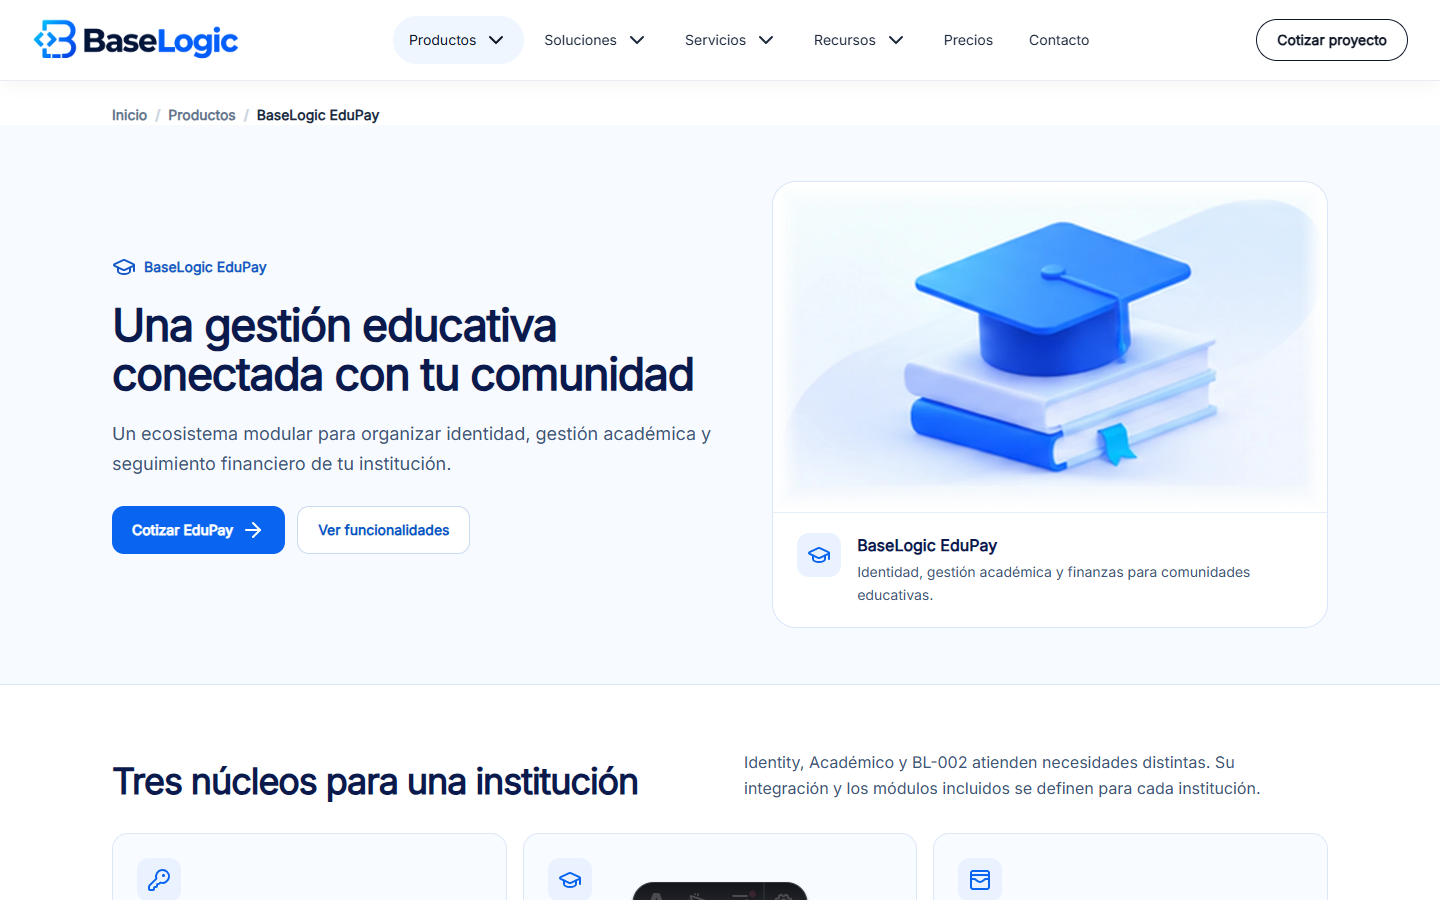 BaseLogic
Productos
Soluciones
Servicios
Recursos
Precios
Contacto
Cotizar proyecto
Inicio / Productos / BaseLogic EduPay
BaseLogic EduPay
Una gestión educativa
conectada con tu comunidad
Un ecosistema modular para organizar identidad, gestión académica y
seguimiento financiero de tu institución.
Cotizar EduPay
Ver funcionalidades
BaseLogic EduPay
Identidad, gestión académica y finanzas para comunidades
educativas.
Tres núcleos para una institución
Identity, Académico y BL-002 atienden necesidades distintas. Su
integración y los módulos incluidos se definen para cada institución.